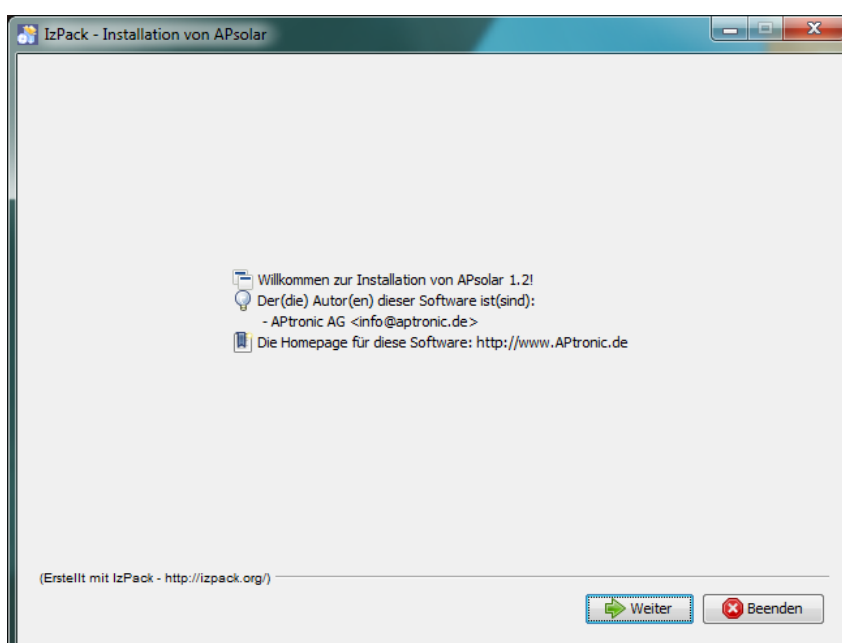 IzPack - Installation von APsolar
Willkommen zur Installation von APsolar 1.2!
Der(die) Autor(en) dieser Software ist(sind):
- APtronic AG <info@aptronic.de>
Die Homepage für diese Software: http://www.APtronic.de
(Erstellt mit IzPack - http://izpack.org/)
Weiter
Beenden